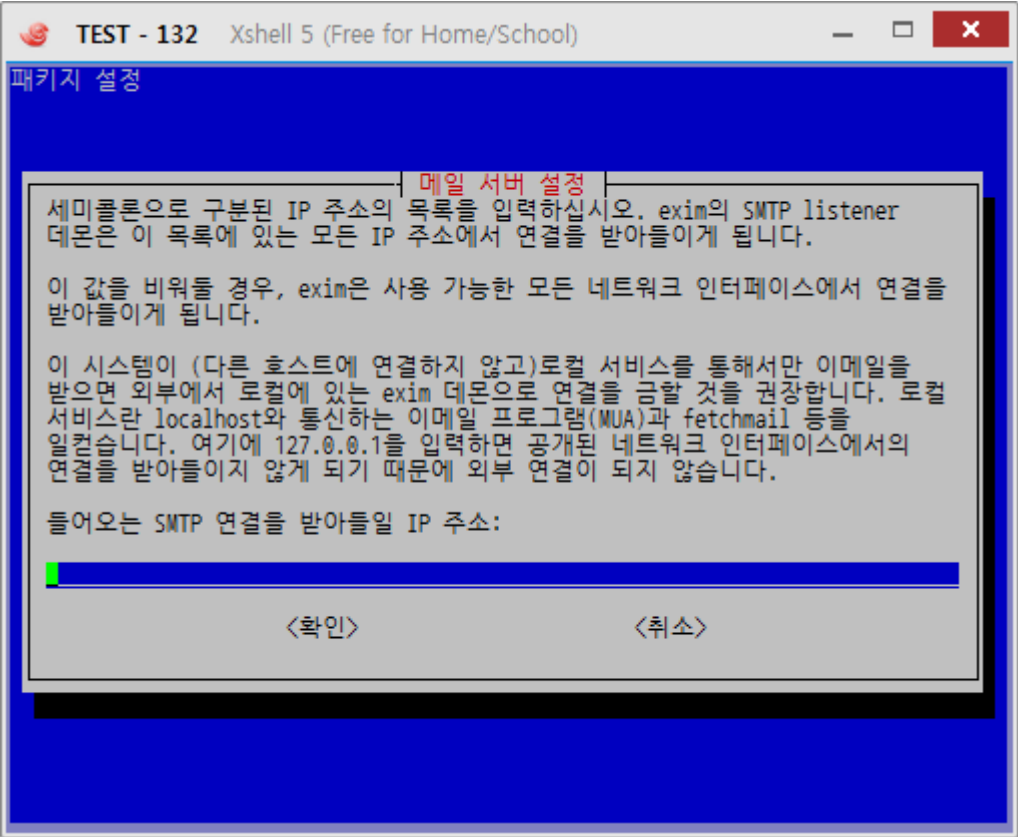 TEST - 132 Xshell 5 (Free for Home/School)
패키지 설정
메일 서버 설정
세미콜론으로 구분된 IP 주소의 목록을 입력하십시오. exim의 SMTP listener
데몬은 이 목록에 있는 모든 IP 주소에서 연결을 받아들이게 됩니다.
이 값을 비워둘 경우, exim은 사용 가능한 모든 네트워크 인터페이스에서 연결을
받아들이게 됩니다.
이 시스템이 (다른 호스트에 연결하지 않고)로컬 서비스를 통해서만 이메일을
받으면 외부에서 로컬에 있는 exim 데몬으로 연결을 금할 것을 권장합니다. 로컬
서비스란 localhost와 통신하는 이메일 프로그램(MUA)과 fetchmail 등을
일컫습니다. 여기에 127.0.0.1을 입력하면 공개된 네트워크 인터페이스에서의
연결을 받아들이지 않게 되기 때문에 외부 연결이 되지 않습니다.
들어오는 SMTP 연결을 받아들일 IP 주소:
<확인> <취소>